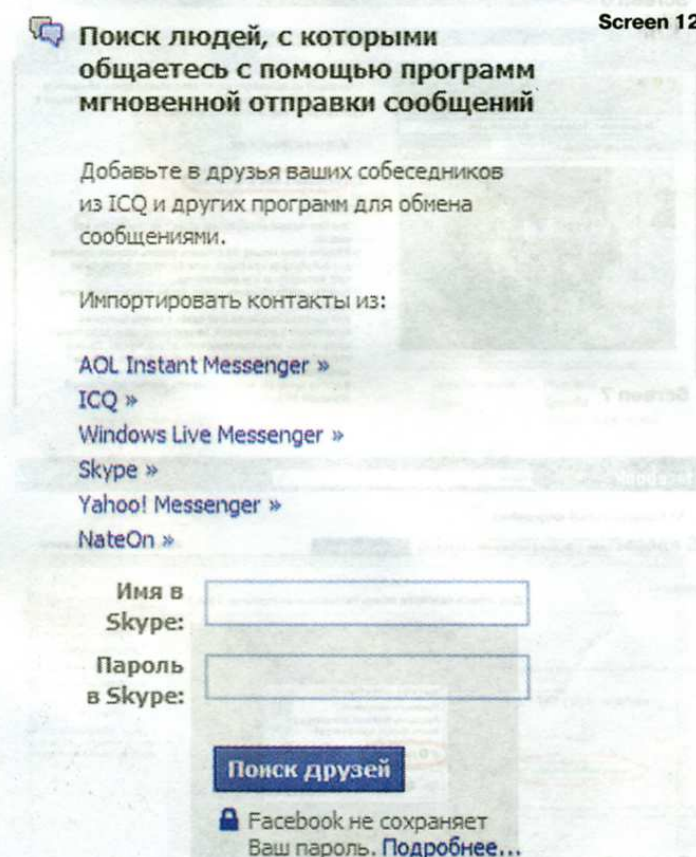 Screen 12
Поиск людей, с которыми
общаетесь с помощью программ
мгновенной отправки сообщений
Добавьте в друзья ваших собеседников
из ICQ и других программ для обмена
сообщениями.
Импортировать контакты из:
AOL Instant Messenger »
ICQ »
Windows Live Messenger »
Skype »
Yahoo! Messenger »
NateOn »
Имя в
Skype:
Пароль
в Skype:
Поиск друзей
Facebook не сохраняет
Ваш пароль. Подробнее...